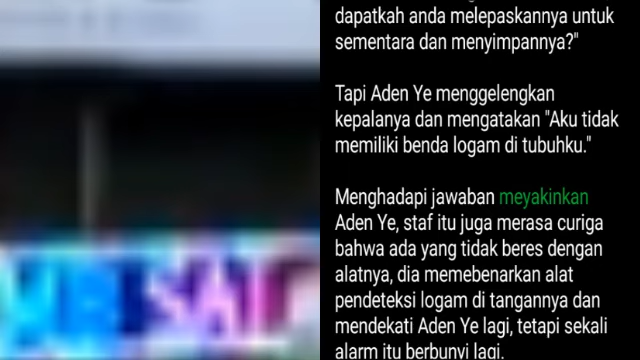 dapatkah anda melepaskannya untuk
sementara dan menyimpannya?"
Tapi Aden Ye menggelengkan
kepalanya dan mengatakan "Aku tidak
memiliki benda logam di tubuhku."
Menghadapi jawaban meyakinkan
Aden Ye, staf itu juga merasa curiga
bahwa ada yang tidak beres dengan
alatnya, dia memebenarkan alat
pendeteksi logam di tangannya dan
mendekati Aden Ye lagi, tetapi sekali
alarm itu berbunyi lagi.